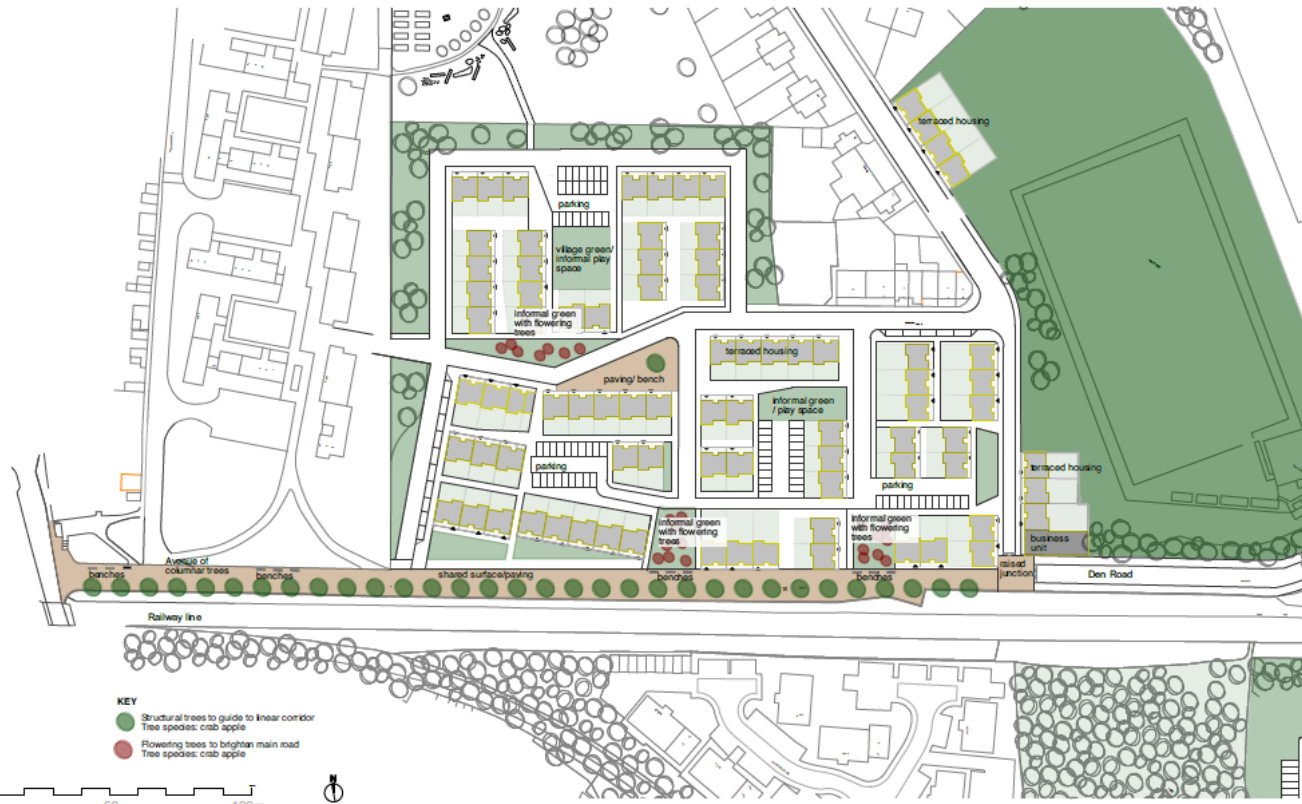 terraced housing
parking
village green/
informal play
space
informal green
with flowering
trees
terraced housing
paving/ bench
informal green
/ play space
parking
parking
terraced housing
informal green
with flowering
trees
informal green
with flowering
trees
business
unit
Avenue of
columnar trees
benches
benches
shared surface/paving
benches
benches
raised
junction
Den Road
Railway line
KEY
Structural trees to guide to linear corridor
Tree species: crab apple
Flowering trees to brighten main road
Tree species: crab apple
N
50
100m